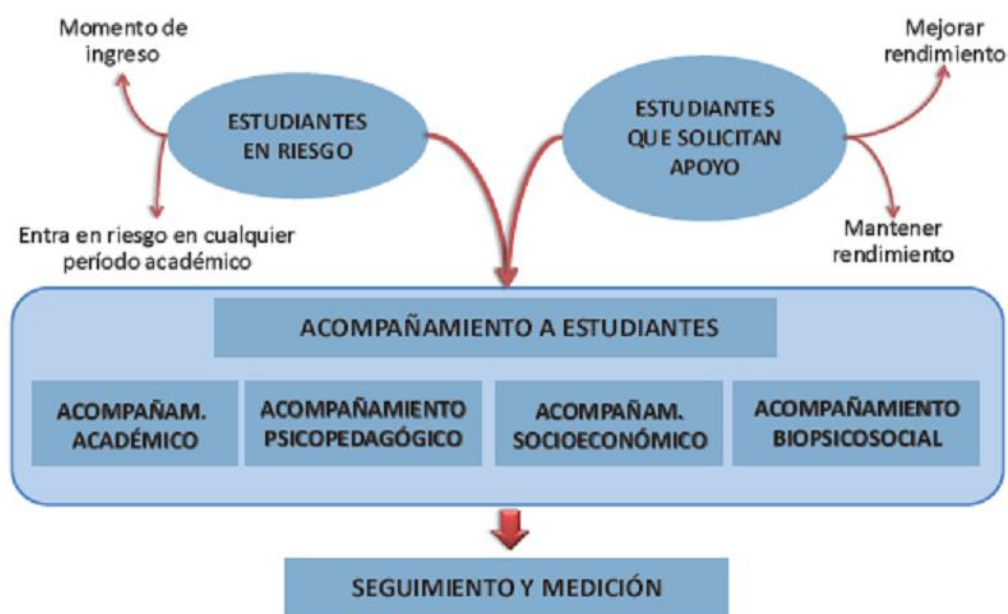 Momento de
ingreso
ESTUDIANTES
EN RIESGO
Entra en riesgo en cualquier
período académico
ESTUDIANTES
QUE SOLICITAN
APOYO
Mejorar
rendimiento
Mantener
rendimiento
ACOMPAÑAMIENTO A ESTUDIANTES
ACOMPAÑAM.
ACADÉMICO
ACOMPAÑAMIENTO
PSICOPEDAGÓGICO
ACOMPAÑAM.
SOCIOECONÓMICO
ACOMPAÑAMIENTO
BIOPSICOSOCIAL
SEGUIMIENTO Y MEDICIÓN